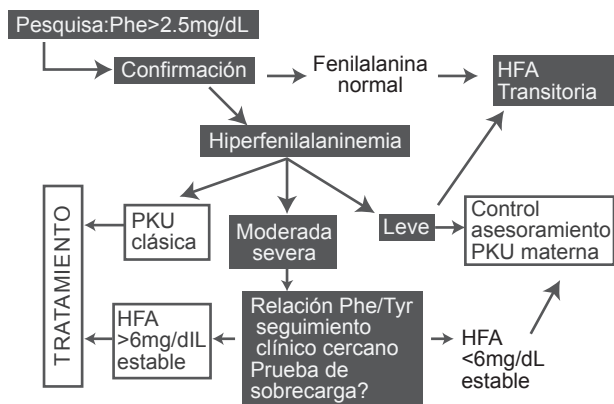 Pesquisa:Phe>2.5mg/dL
Confirmación
Fenilalanina
normal
HFA
Transitoria
Hiperfenilalaninemia
PKU
clásica
Moderada
severa
Leve
Control
asesoramiento
PKU materna
TRATAMIENTO
HFA
>6mg/dlL
estable
Relación Phe/Tyr
seguimiento
clínico cercano
Prueba de
sobrecarga?
HFA
<6mg/dL
estable